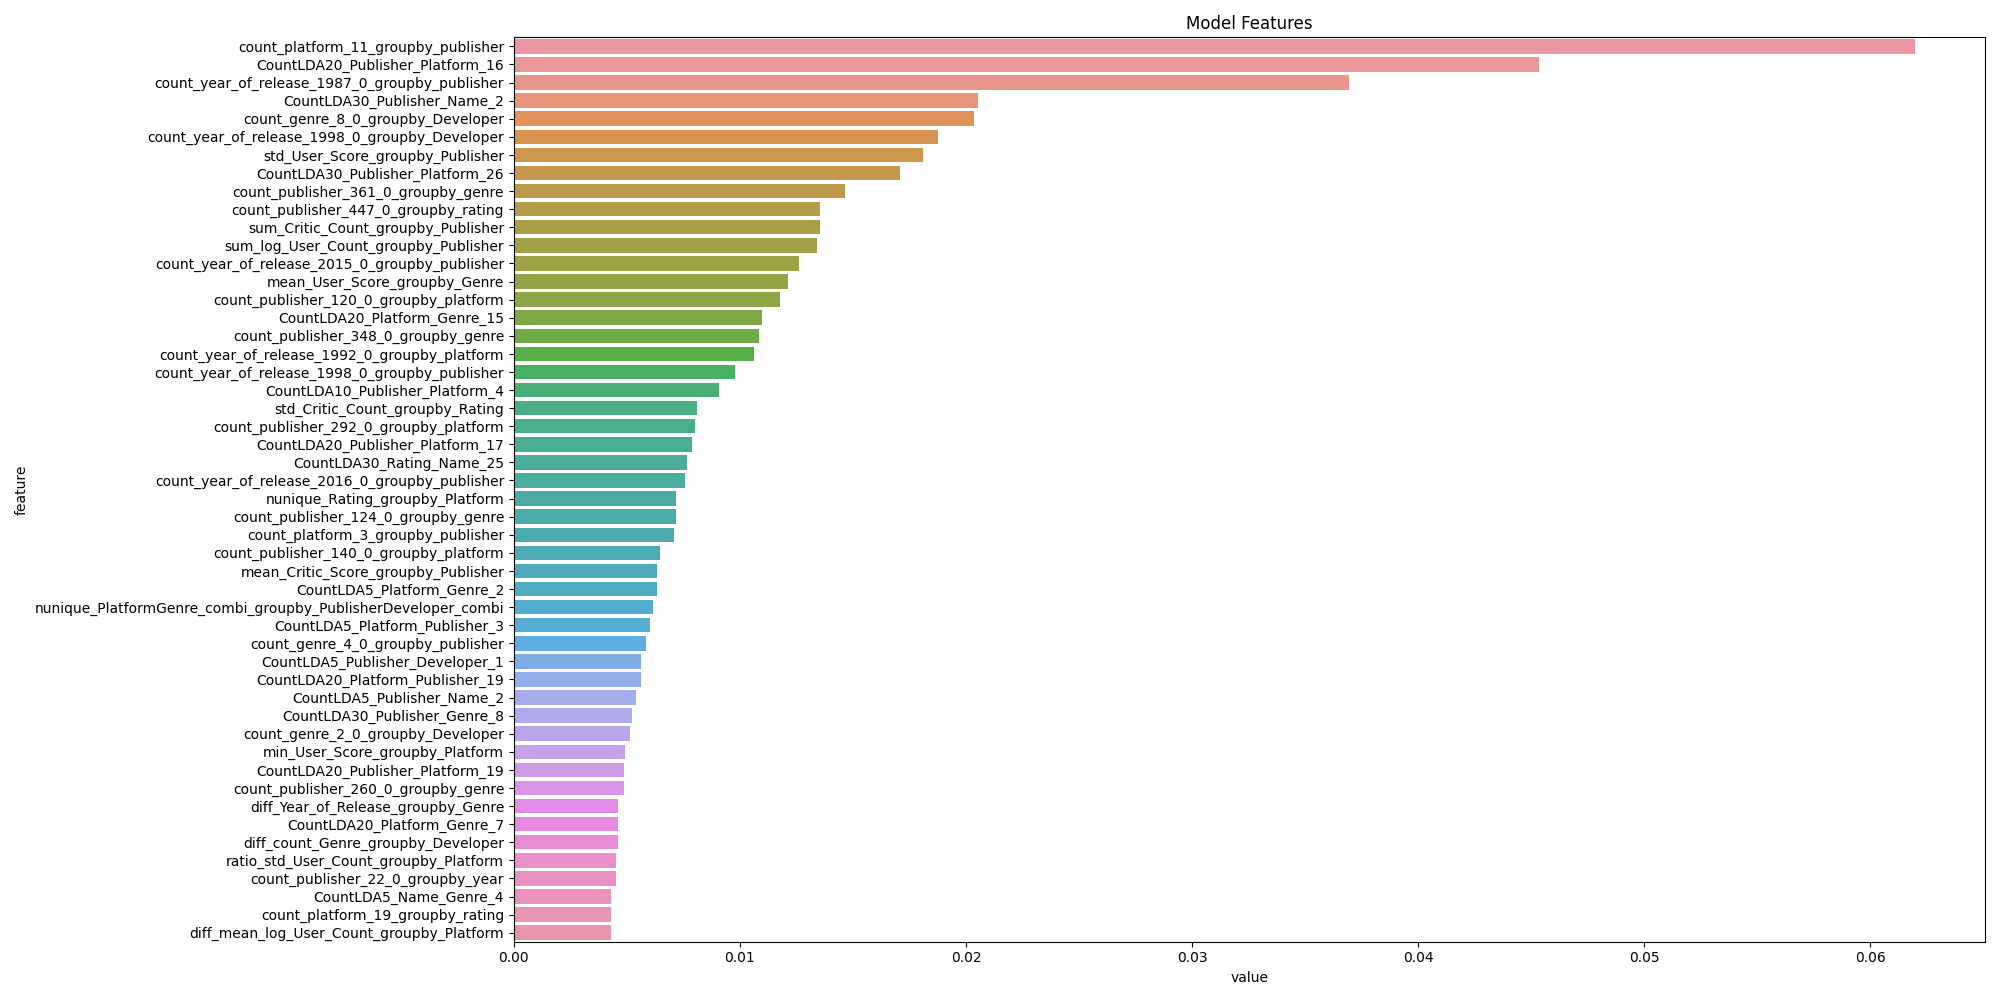 Model Features
count_platform_11_groupby_publisher
CountLDA20_Publisher_Platform_16
count_year_of_release_1987_0_groupby_publisher
CountLDA30_Publisher_Name_2
count_genre_8_0_groupby_Developer
count_year_of_release_1998_0_groupby_Developer
std_User_Score_groupby_Publisher
CountLDA30_Publisher_Platform_26
count_publisher_361_0_groupby_genre
count_publisher_447_0_groupby_rating
sum_Critic_Count_groupby_Publisher
sum_log_User_Count_groupby_Publisher
count_year_of_release_2015_0_groupby_publisher
mean_User_Score_groupby_Genre
count_publisher_120_0_groupby_platform
CountLDA20_Platform_Genre_15
count_publisher_348_0_groupby_genre
count_year_of_release_1992_0_groupby_platform
count_year_of_release_1998_0_groupby_publisher
CountLDA10_Publisher_Platform_4
std_Critic_Count_groupby_Rating
count_publisher_292_0_groupby_platform
CountLDA20_Publisher_Platform_17
CountLDA30_Rating_Name_25
count_year_of_release_2016_0_groupby_publisher
nunique_Rating_groupby_Platform
count_publisher_124_0_groupby_genre
count_platform_3_groupby_publisher
count_publisher_140_0_groupby_platform
mean_Critic_Score_groupby_Publisher
CountLDA5_Platform_Genre_2
nunique_PlatformGenre_combi_groupby_PublisherDeveloper_combi
CountLDA5_Platform_Publisher_3
count_genre_4_0_groupby_publisher
CountLDA5_Publisher_Developer_1
CountLDA20_Platform_Publisher_19
CountLDA5_Publisher_Name_2
CountLDA30_Publisher_Genre_8
count_genre_2_0_groupby_Developer
min_User_Score_groupby_Platform
CountLDA20_Publisher_Platform_19
count_publisher_260_0_groupby_genre
diff_Year_of_Release_groupby_Genre
CountLDA20_Platform_Genre_7
diff_count_Genre_groupby_Developer
ratio_std_User_Count_groupby_Platform
count_publisher_22_0_groupby_year
CountLDA5_Name_Genre_4
count_platform_19_groupby_rating
diff_mean_log_User_Count_groupby_Platform
feature
0.00 0.01 0.02 0.03 0.04 0.05 0.06
value